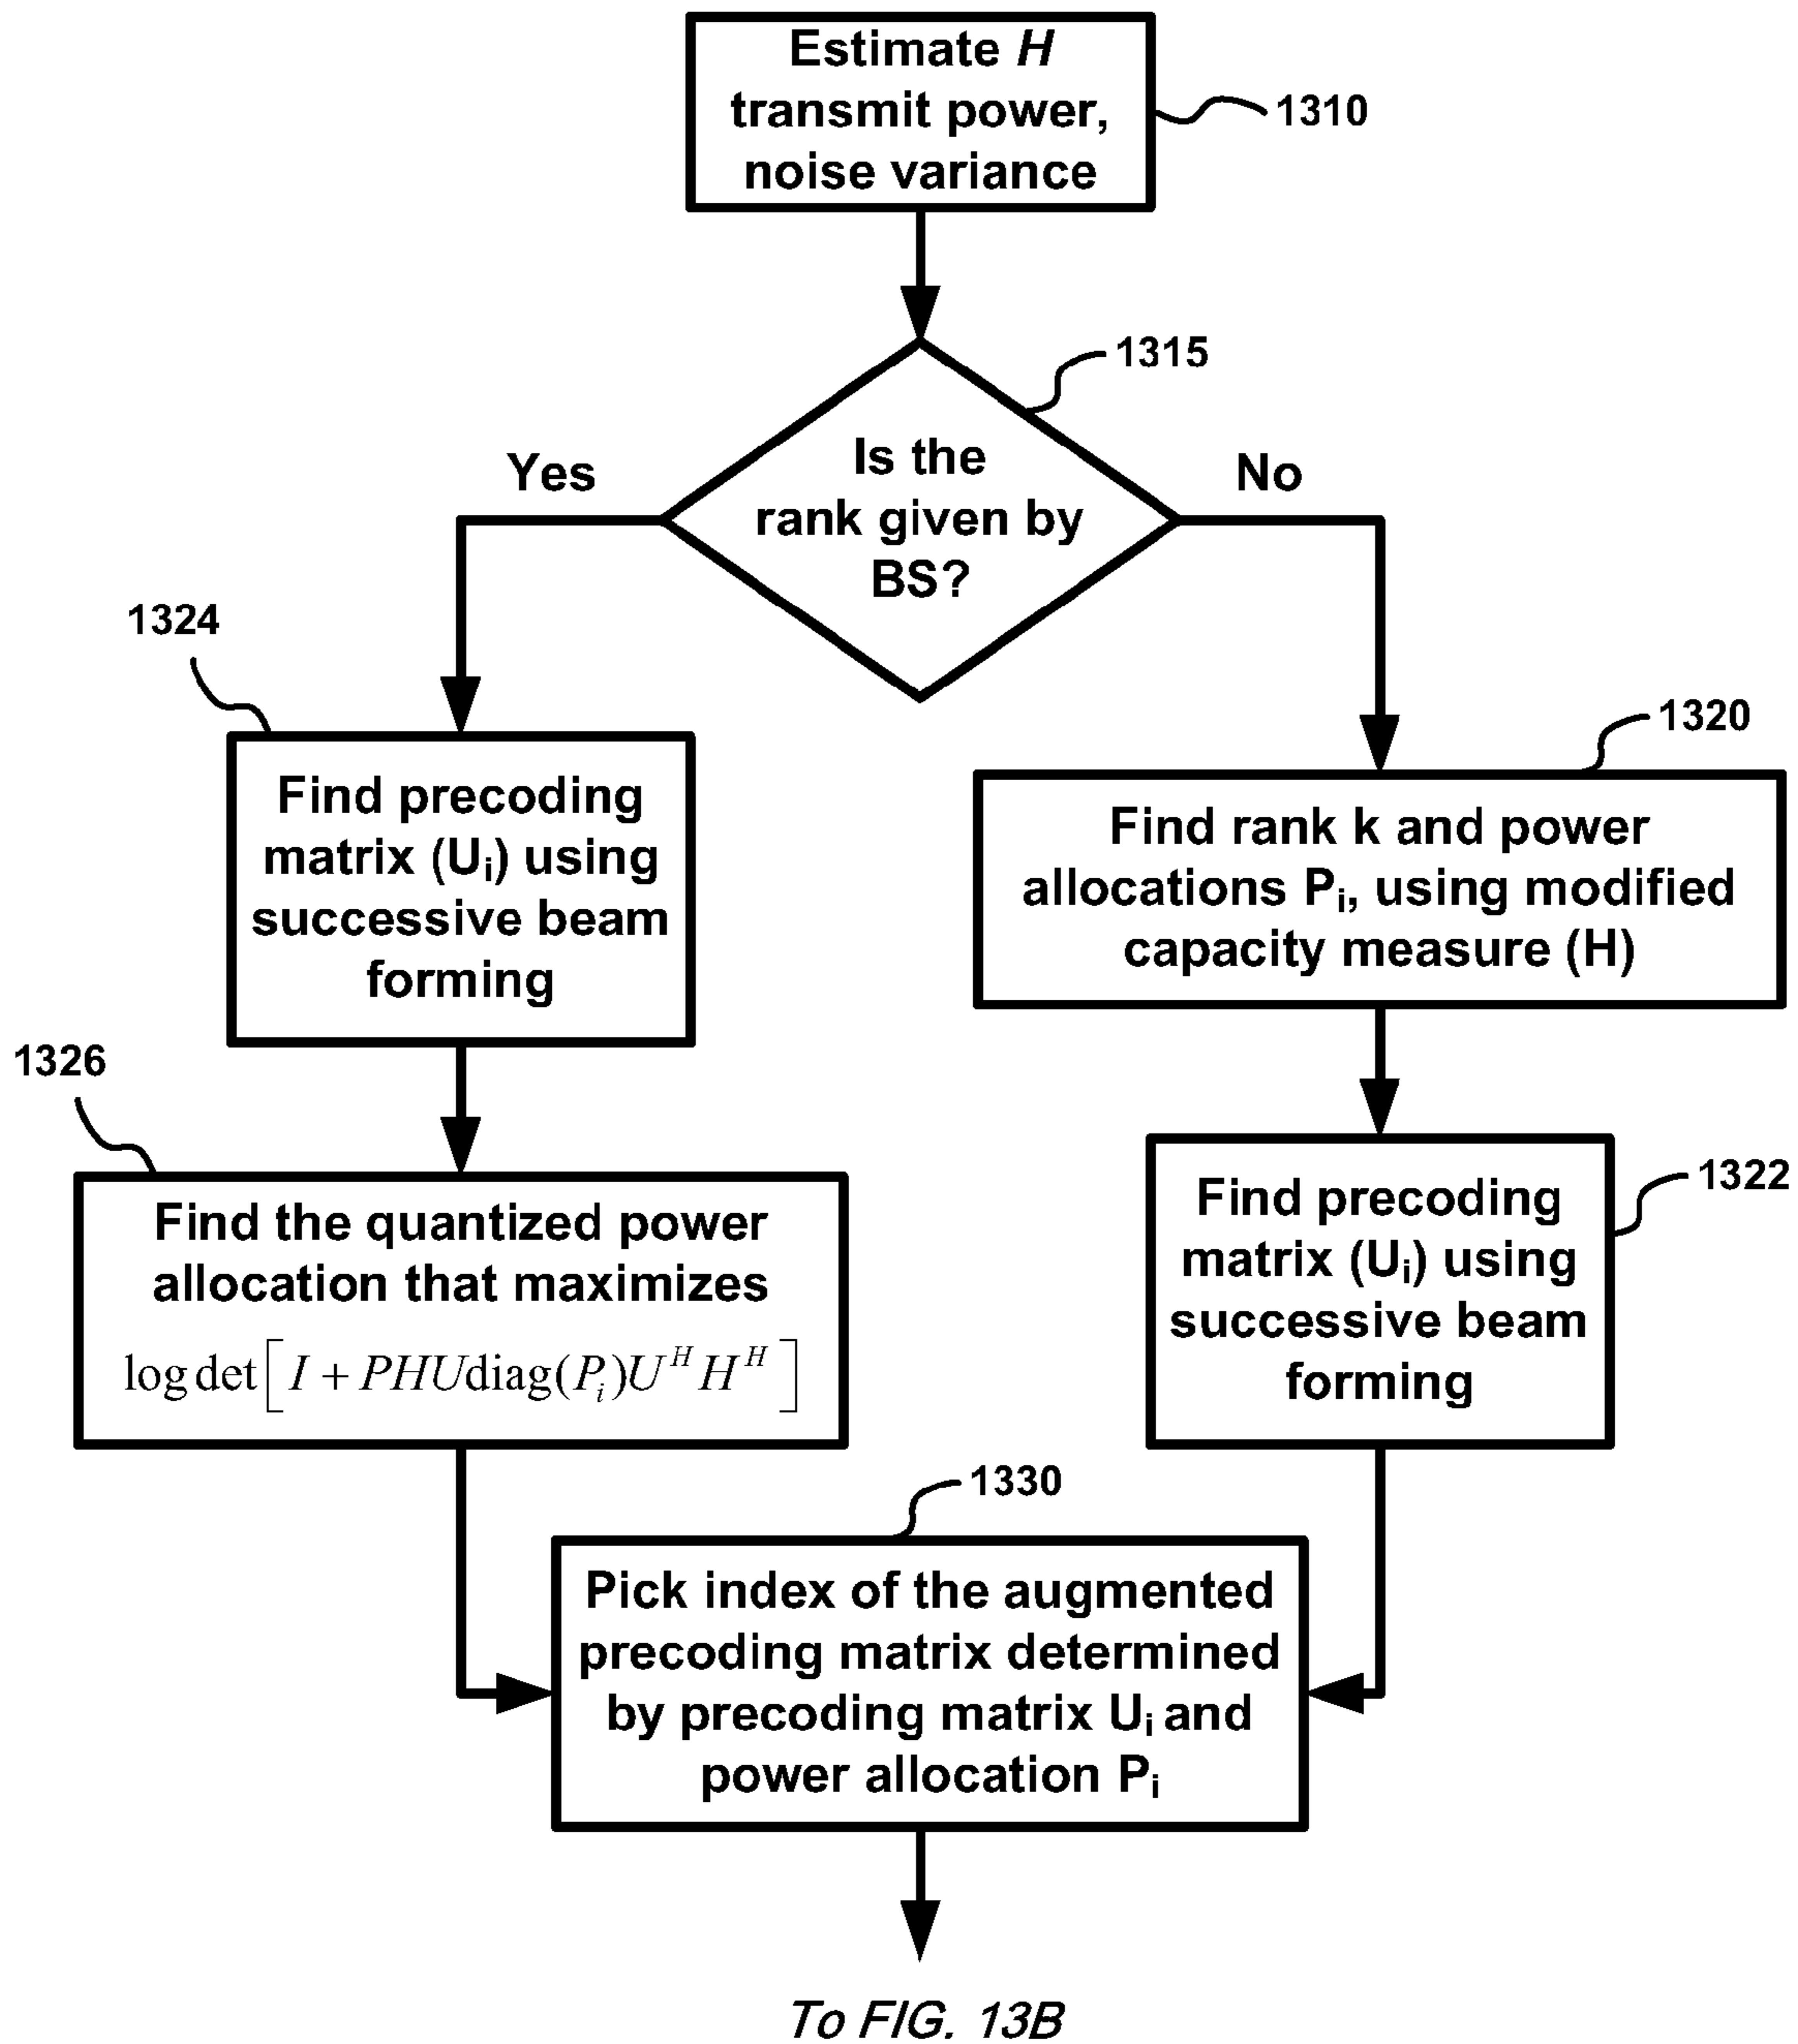 Estimate H
transmit power,
noise variance
1310
1315
Is the
rank given by
BS?
Yes
No
1324
Find precoding
matrix (Uᵢ) using
successive beam
forming
1320
Find rank k and power
allocations Pᵢ, using modified
capacity measure (H)
1326
Find the quantized power
allocation that maximizes
log det[I + PHUdiag(Pᵢ)Uᴴ Hᴴ]
1322
Find precoding
matrix (Uᵢ) using
successive beam
forming
1330
Pick index of the augmented
precoding matrix determined
by precoding matrix Uᵢ and
power allocation Pᵢ
To FIG. 13B